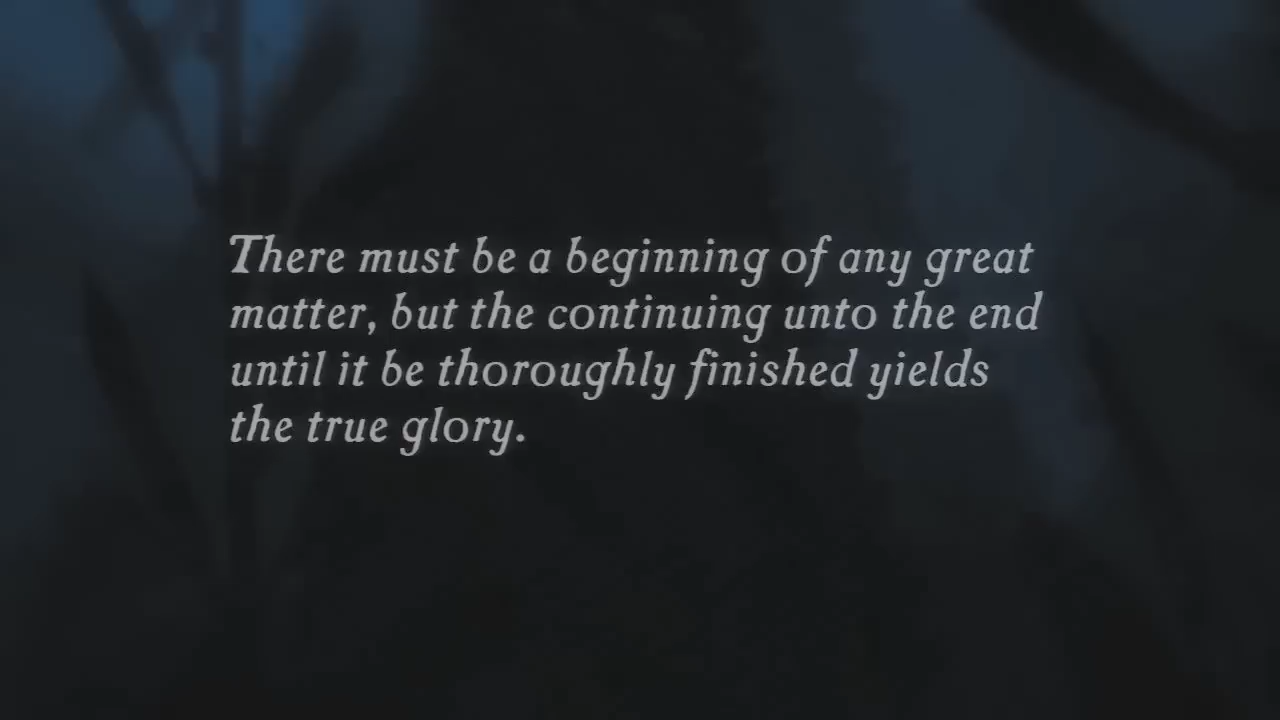 There must be a beginning of any great
matter, but the continuing unto the end
until it be thoroughly finished yields
the true glory.